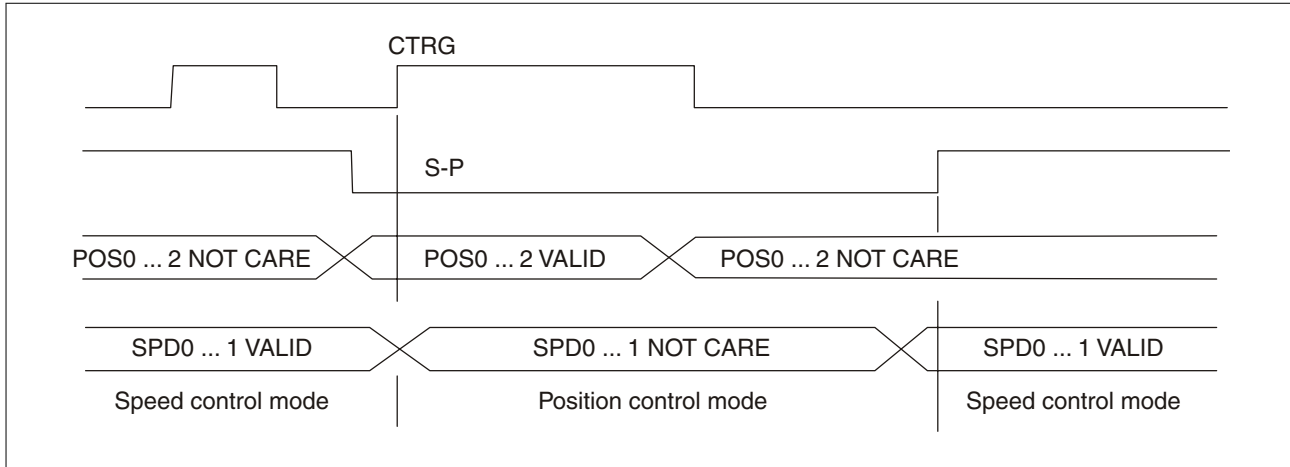 CTRG
S-P
POS0 ... 2 NOT CARE
POS0 ... 2 VALID
POS0 ... 2 NOT CARE
SPD0 ... 1 VALID
SPD0 ... 1 NOT CARE
SPD0 ... 1 VALID
Speed control mode
Position control mode
Speed control mode